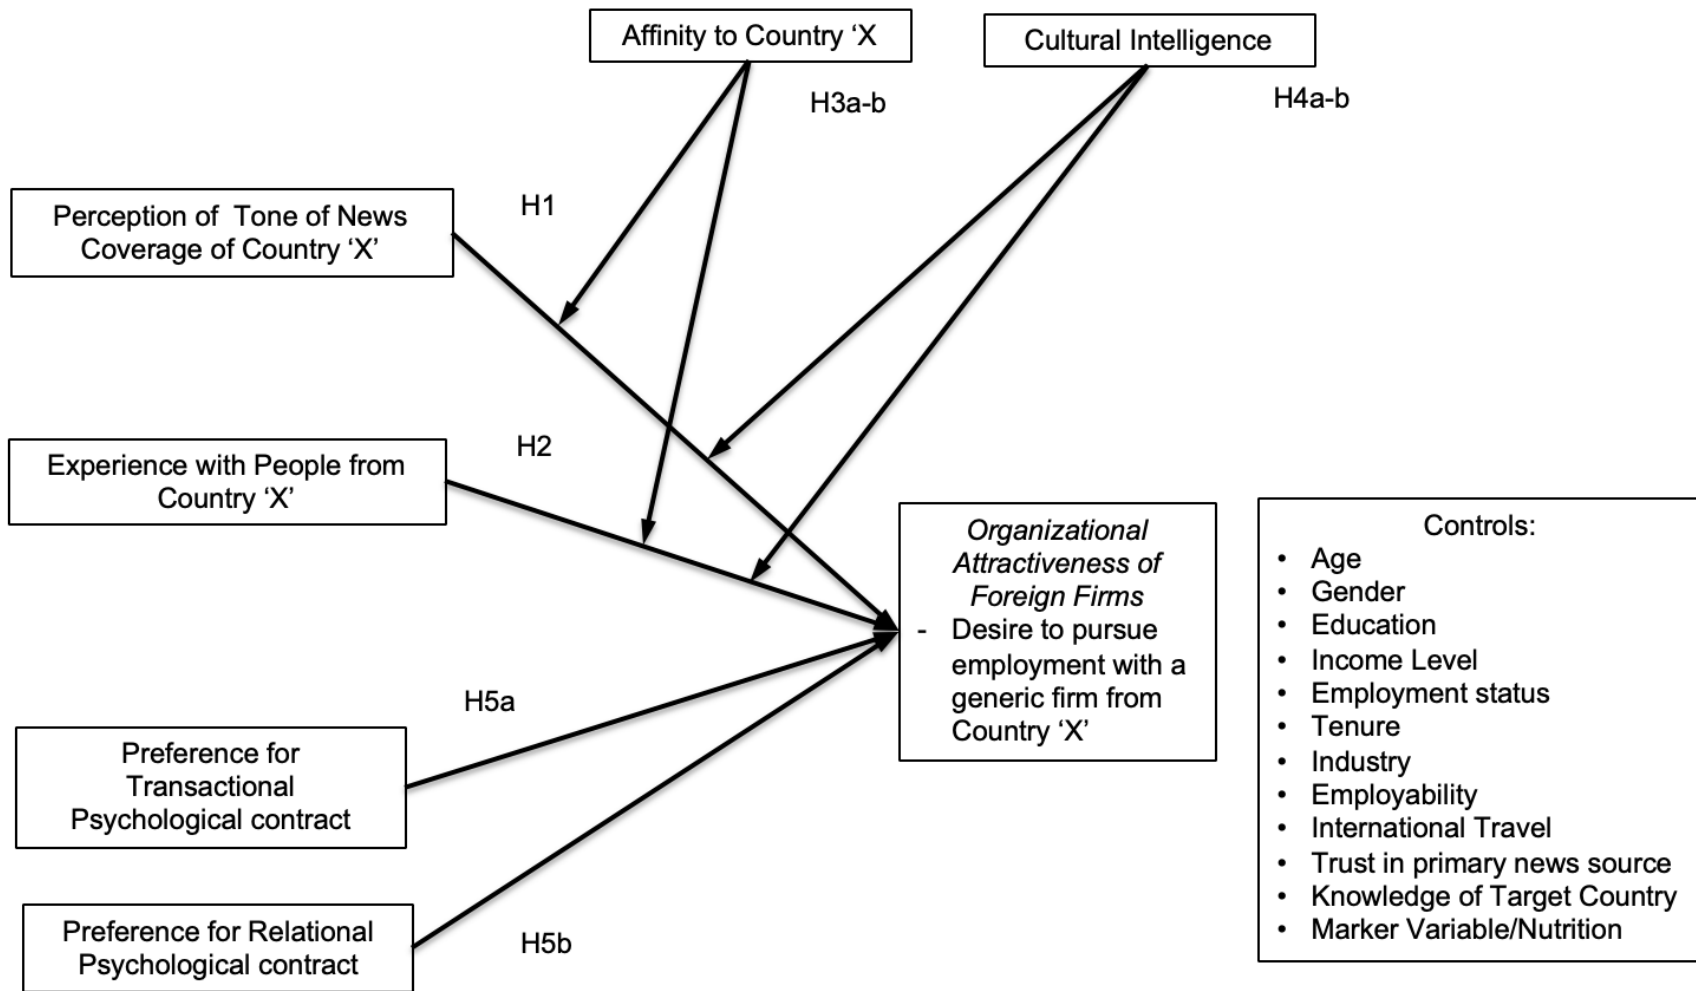 Affinity to Country ‘X
Cultural Intelligence
H3a-b
H4a-b
H1
Perception of  Tone of News
Coverage of Country ‘X’
H2
Experience with People from
Country ‘X’
Organizational
Attractiveness of
Foreign Firms
- Desire to pursue
employment with a
generic firm from
Country ‘X’
Controls:
• Age
• Gender
• Education
• Income Level
• Employment status
• Tenure
• Industry
• Employability
• International Travel
• Trust in primary news source
• Knowledge of Target Country
• Marker Variable/Nutrition
H5a
Preference for
Transactional
Psychological contract
Preference for Relational
Psychological contract
H5b